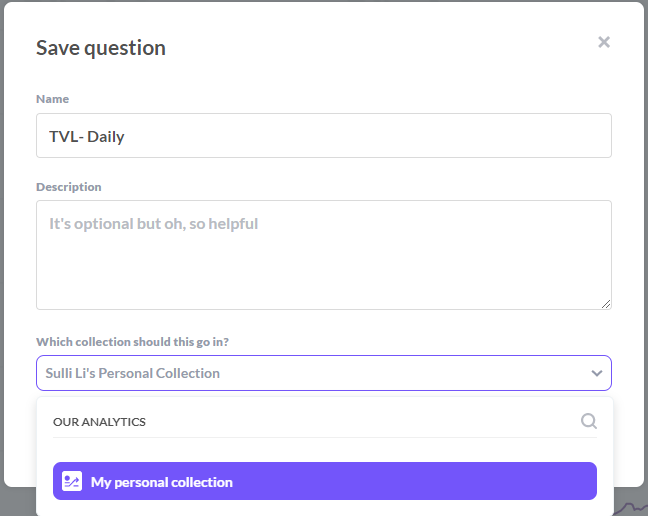 Save question
Name
TVL- Daily
Description
It's optional but oh, so helpful
Which collection should this go in?
Sulli Li's Personal Collection
OUR ANALYTICS
My personal collection